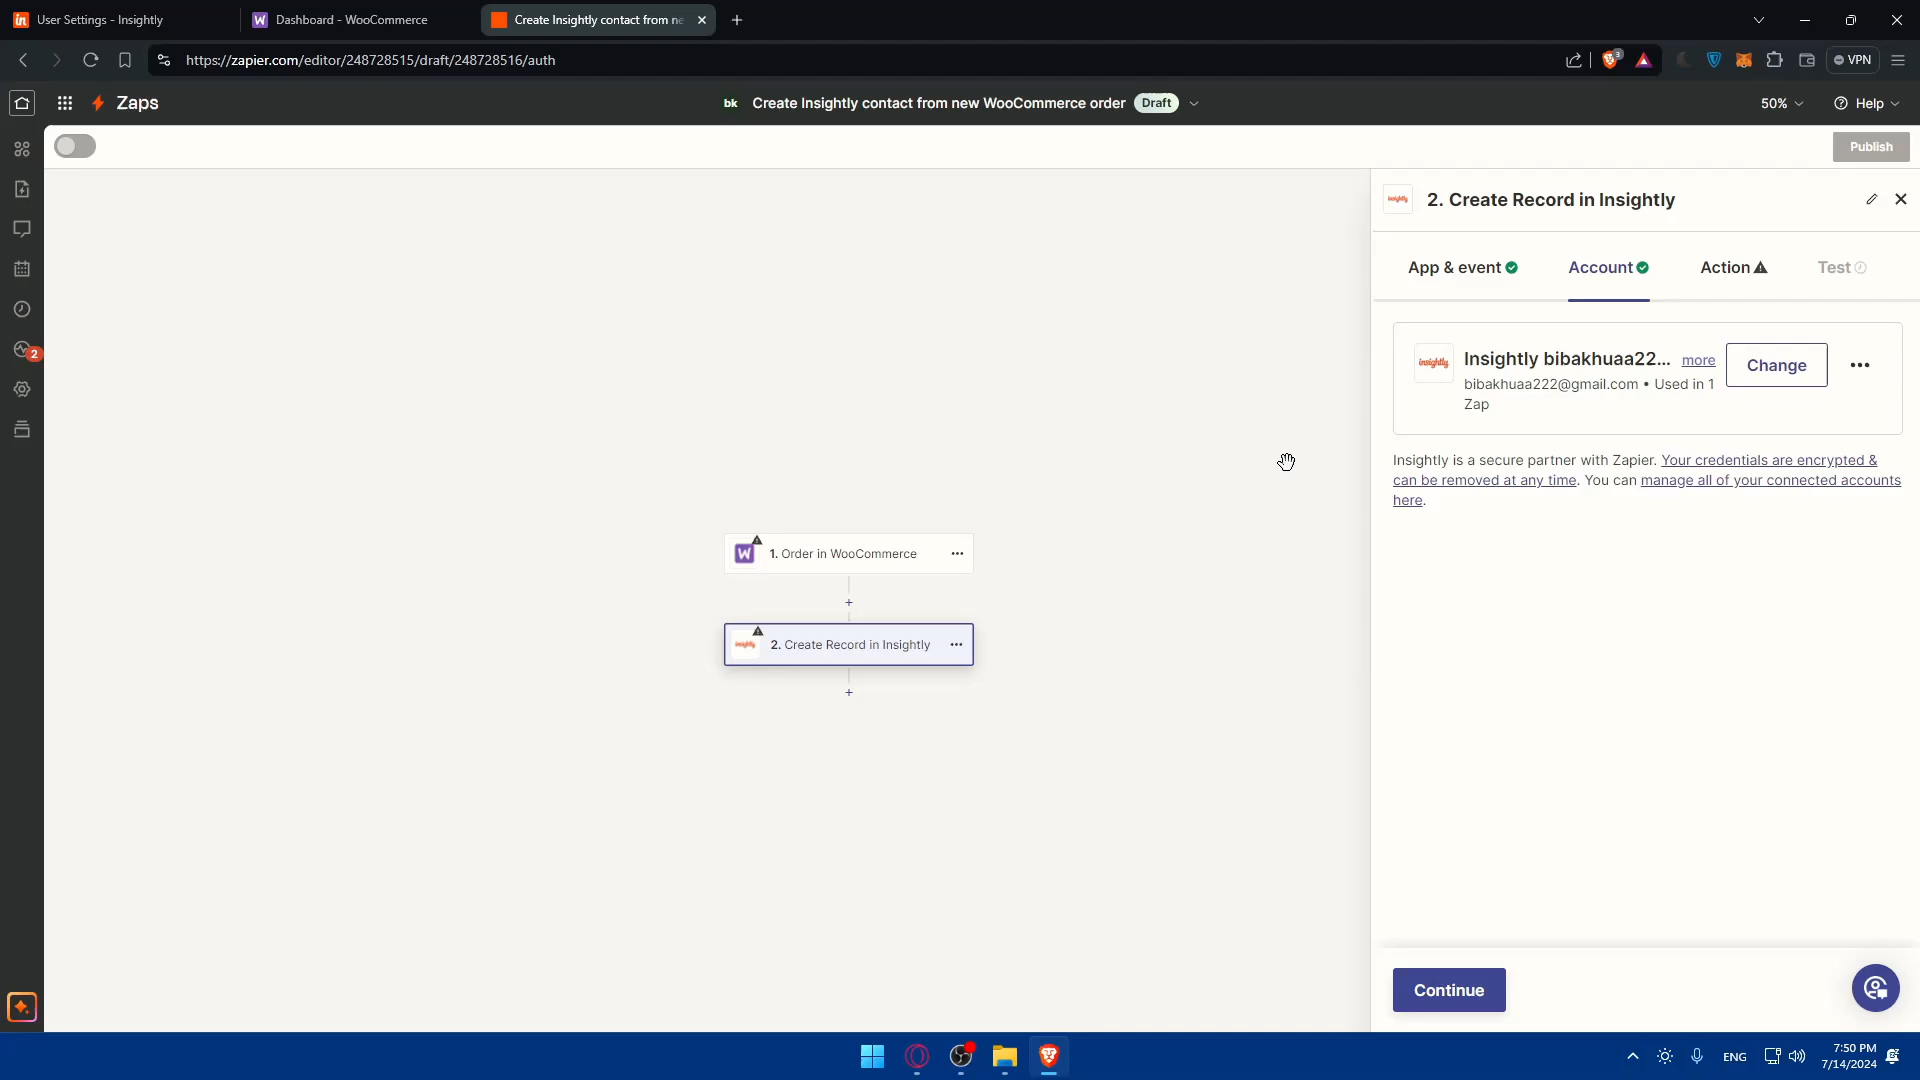 User Settings - Insightly
Dashboard - WooCommerce
Create Insightly contact from ne
https://zapier.com/editor/248728515/draft/248728516/auth
3
VPN
Zaps
bk
Create Insightly contact from new WooCommerce order
Draft
50%
Help
Publish
2
2. Create Record in Insightly
App & event
Account
Action
Test
insightly
Insightly bibakhuaa22... more
bibakhuaa222@gmail.com • Used in 1
Zap
Change
Insightly is a secure partner with Zapier. Your credentials are encrypted &
can be removed at any time. You can manage all of your connected accounts
here.
1. Order in WooCommerce
2. Create Record in Insightly
Continue
ENG
7:50 PM
7/14/2024